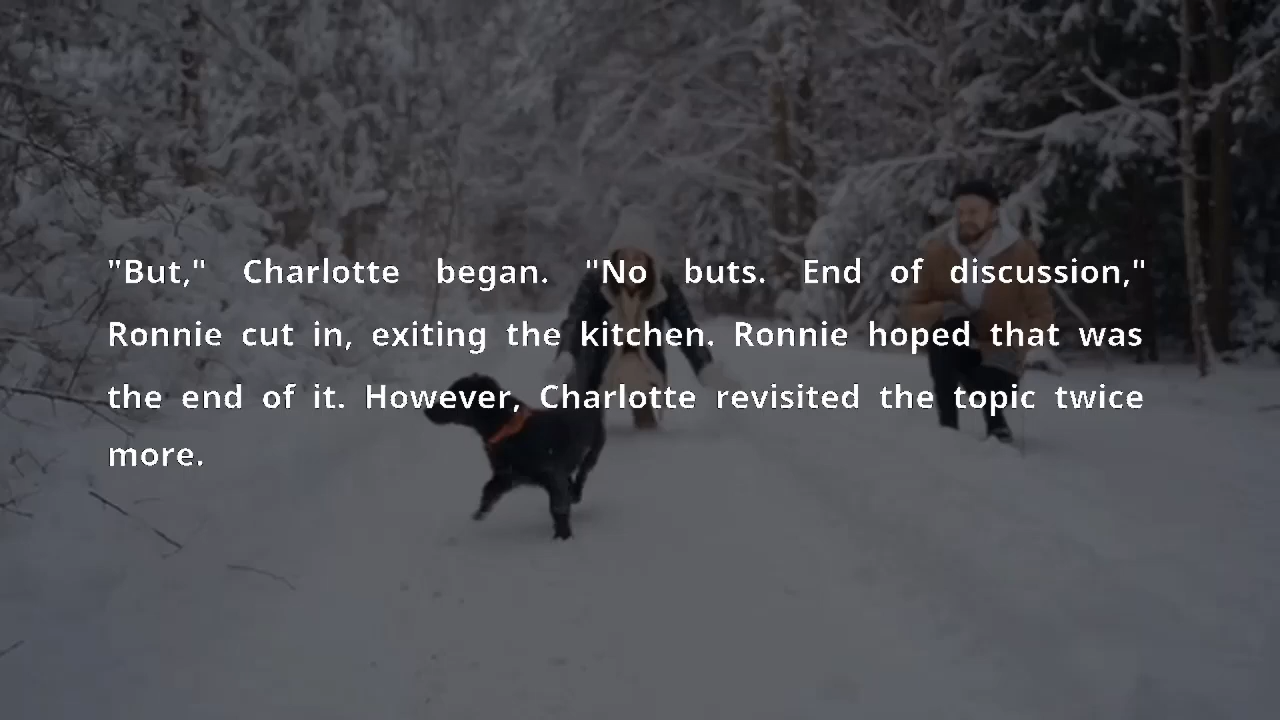 "But," Charlotte began. "No buts. End of discussion,"
Ronnie cut in, exiting the kitchen. Ronnie hoped that was
the end of it. However, Charlotte revisited the topic twice
more.